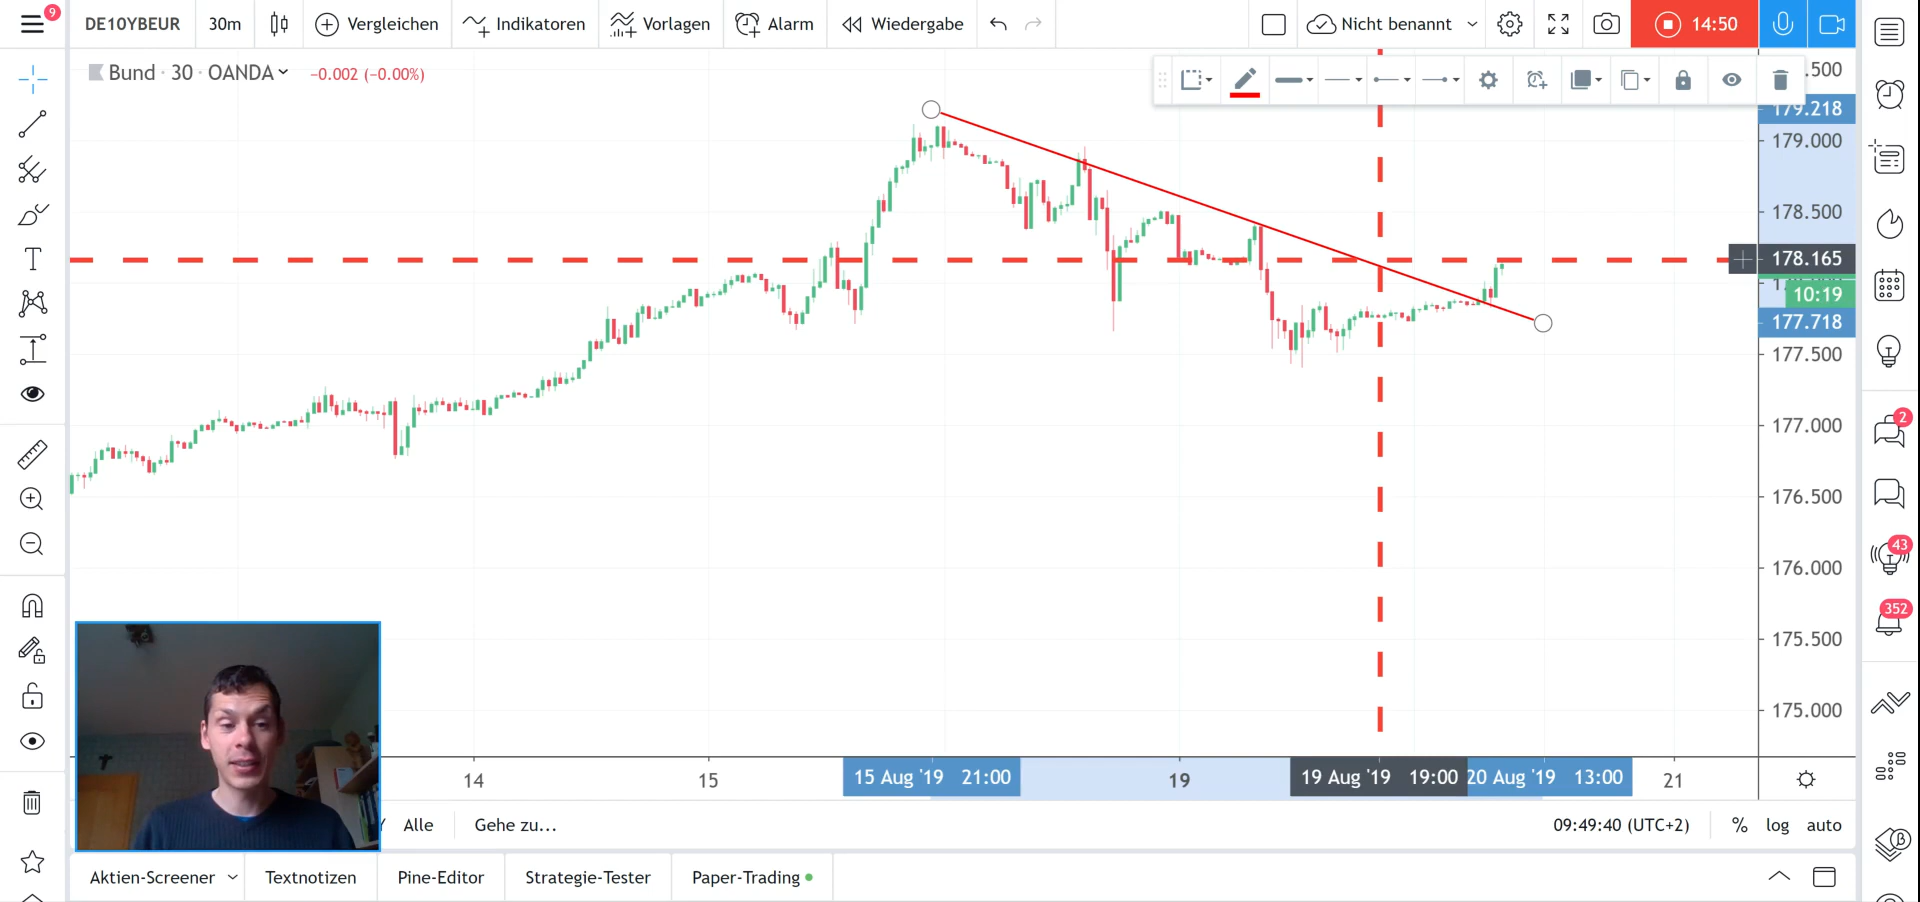 9
DE10YBEUR
30m
Vergleichen
Indikatoren
Vorlagen
Alarm
Wiedergabe
Nicht benannt
14:50
Bund · 30 · OANDA
−0.002 (−0.00%)
.500
179.218
179.000
178.500
178.165
10:19
177.718
177.500
177.000
176.500
176.000
175.500
175.000
2
43
352
14
15
15 Aug '19 21:00
19
19 Aug '19 19:00
20 Aug '19 13:00
21
Alle
Gehe zu...
09:49:40 (UTC+2)
%
log
auto
Aktien-Screener
Textnotizen
Pine-Editor
Strategie-Tester
Paper-Trading